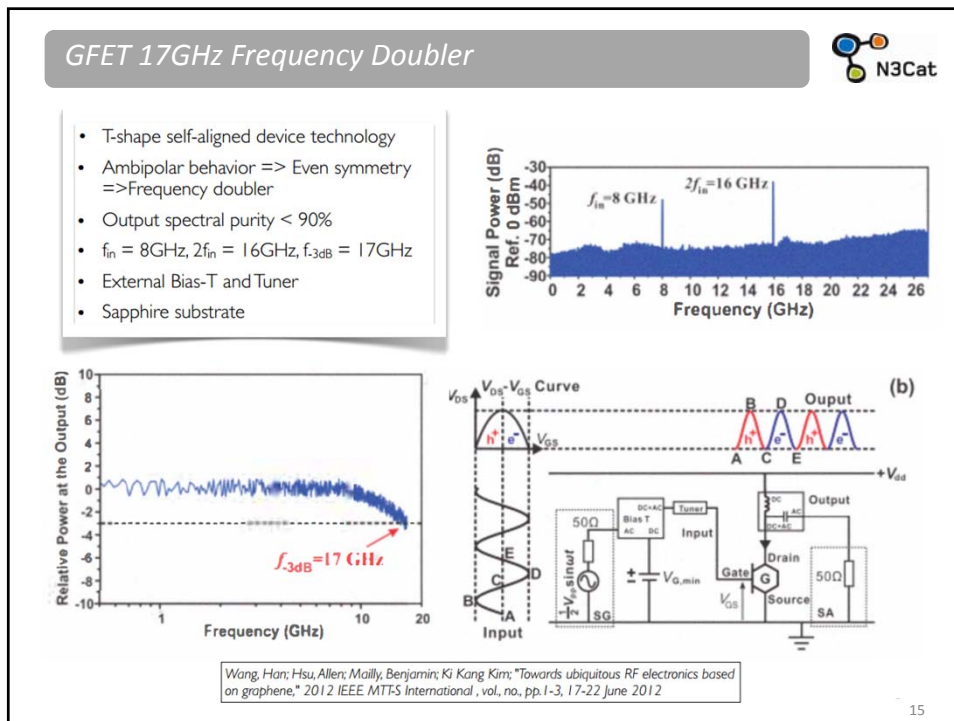 GFET 17GHz Frequency Doubler
N3Cat
• T-shape self-aligned device technology
• Ambipolar behavior => Even symmetry
=>Frequency doubler
• Output spectral purity < 90%
• fin = 8GHz, 2fin = 16GHz, f-3dB = 17GHz
• External Bias-T and Tuner
• Sapphire substrate
Signal Power (dB)
Ref. 0 dBm
-30
-40
-50
-60
-70
-80
-90
fin=8 GHz
2fin=16 GHz
0 2 4 6 8 10 12 14 16 18 20 22 24 26
Frequency (GHz)
Relative Power at the Output (dB)
10
8
6
4
2
0
-2
-4
-6
-8
-10
f-3dB=17 GHz
1 10 20
Frequency (GHz)
(b)
VDS VDS-VGS Curve
h+ e- VGS
B D Ouput
h+ e- h+ e-
A C E
+Vdd
B C E D
A
Input
50Ω
½Vppsinωt
SG
DC+AC
Bias T
AC DC
Tuner
Input
VG,min
DC
AC
DC+AC
Output
Drain
Gate
G
VGS
Source
50Ω
SA
Wang, Han; Hsu, Allen; Mailly, Benjamin; Ki Kang Kim; "Towards ubiquitous RF electronics based
on graphene," 2012 IEEE MTT-S International , vol., no., pp.1-3, 17-22 June 2012
15